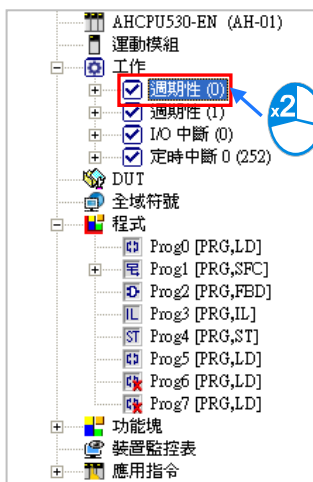 AHCPU530-EN (AH-01)
運動模組
工作
週期性 (0)
x2
週期性 (1)
I/O 中斷 (0)
定時中斷 0 (252)
DUT
全域符號
程式
Prog0 [PRG,LD]
Prog1 [PRG,SFC]
Prog2 [PRG,FBD]
IL Prog3 [PRG,IL]
ST Prog4 [PRG,ST]
Prog5 [PRG,LD]
Prog6 [PRG,LD]
Prog7 [PRG,LD]
功能塊
裝置監控表
應用指令